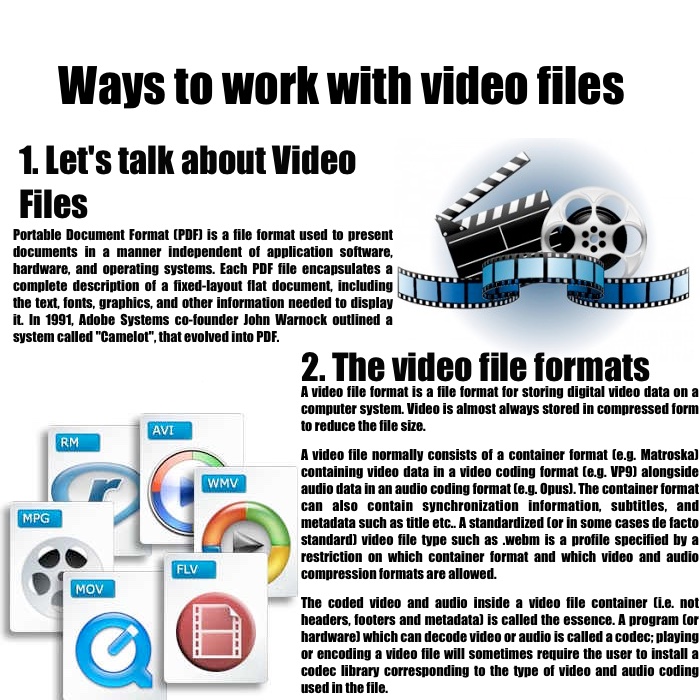 Ways to work with video files
1. Let's talk about Video
Files
Portable Document Format (PDF) is a file format used to present
documents in a manner independent of application software,
hardware, and operating systems. Each PDF file encapsulates a
complete description of a fixed-layout flat document, including
the text, fonts, graphics, and other information needed to display
it. In 1991, Adobe Systems co-founder John Warnock outlined a
system called "Camelot", that evolved into PDF.
2. The video file formats
A video file format is a file format for storing digital video data on a
computer system. Video is almost always stored in compressed form
to reduce the file size.
A video file normally consists of a container format (e.g. Matroska)
containing video data in a video coding format (e.g. VP9) alongside
audio data in an audio coding format (e.g. Opus). The container format
can also contain synchronization information, subtitles, and
metadata such as title etc.. A standardized (or in some cases de facto
standard) video file type such as .webm is a profile specified by a
restriction on which container format and which video and audio
compression formats are allowed.
The coded video and audio inside a video file container (i.e. not
headers, footers and metadata) is called the essence. A program (or
hardware) which can decode video or audio is called a codec; playing
or encoding a video file will sometimes require the user to install a
codec library corresponding to the type of video and audio coding
used in the file.
RM
AVI
WMV
MPG
FLV
MOV